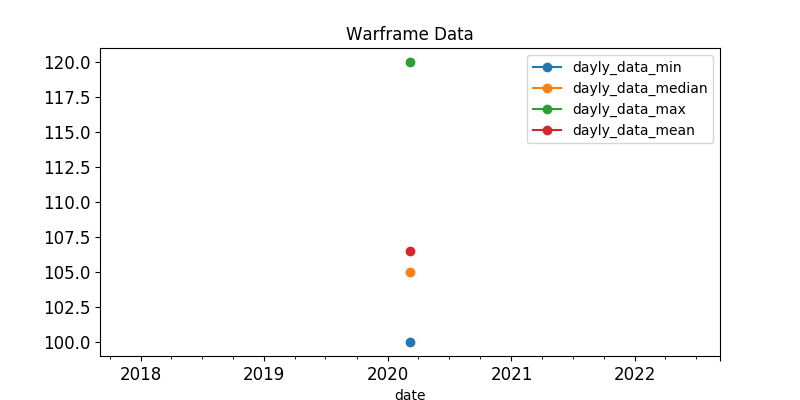 Warframe Data
120.0
117.5
115.0
112.5
110.0
107.5
105.0
102.5
100.0
dayly_data_min
dayly_data_median
dayly_data_max
dayly_data_mean
2018 2019 2020 2021 2022
date